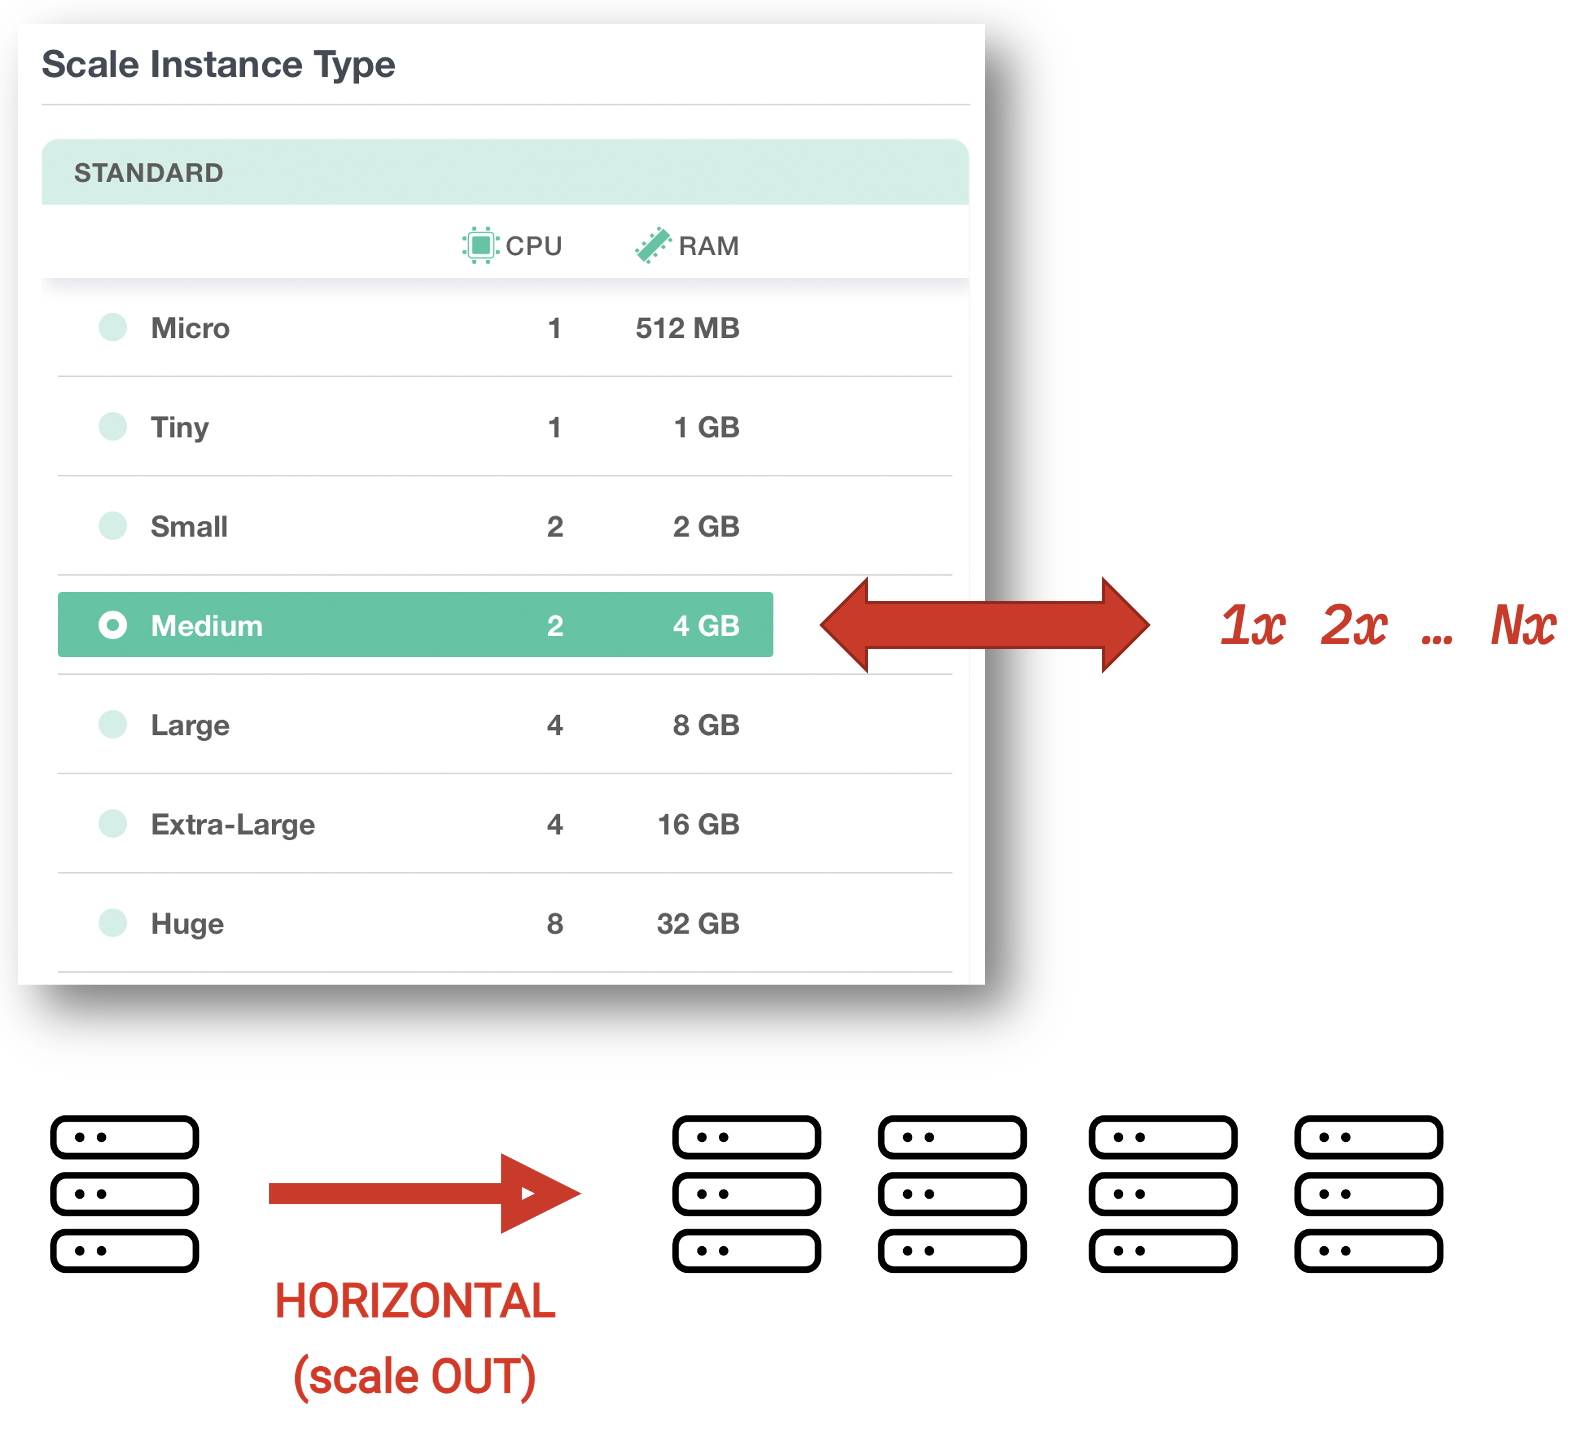 Scale Instance Type
STANDARD
CPU RAM
Micro 1 512 MB
Tiny 1 1 GB
Small 2 2 GB
Medium 2 4 GB
1x 2x … Nx
Large 4 8 GB
Extra-Large 4 16 GB
Huge 8 32 GB
HORIZONTAL
(scale OUT)